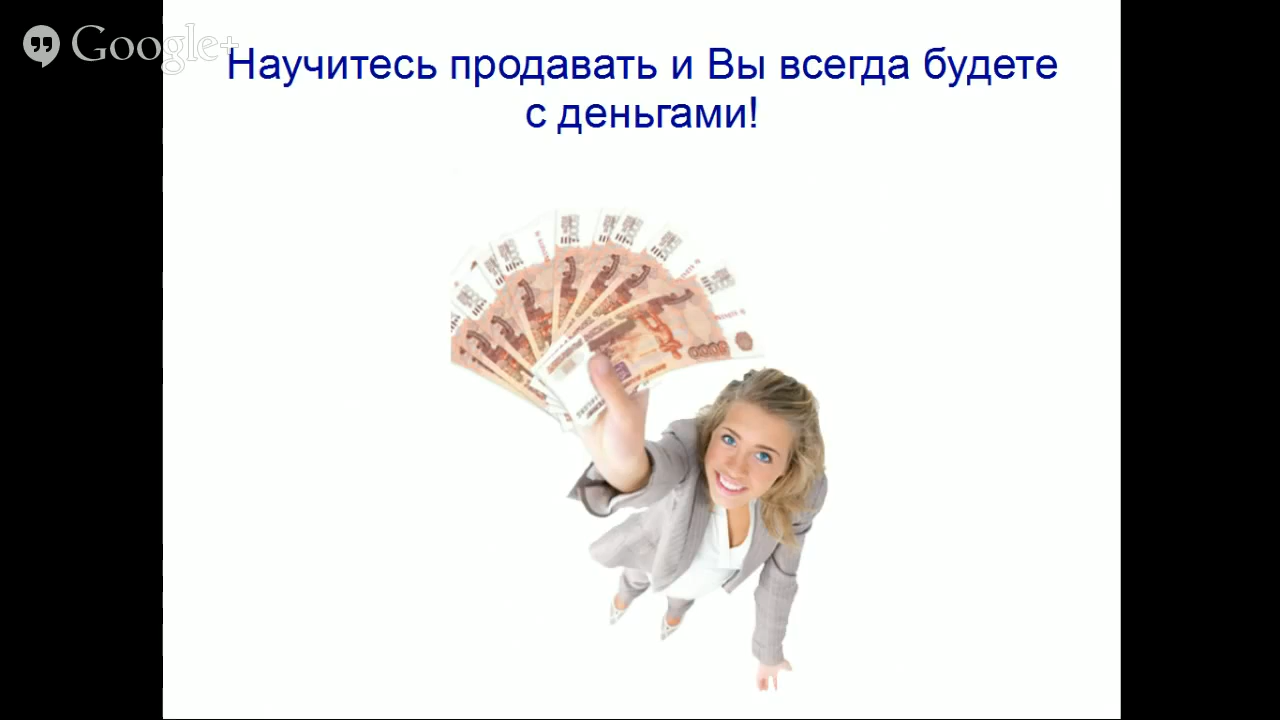 Google+
Научитесь продавать и Вы всегда будете
с деньгами!